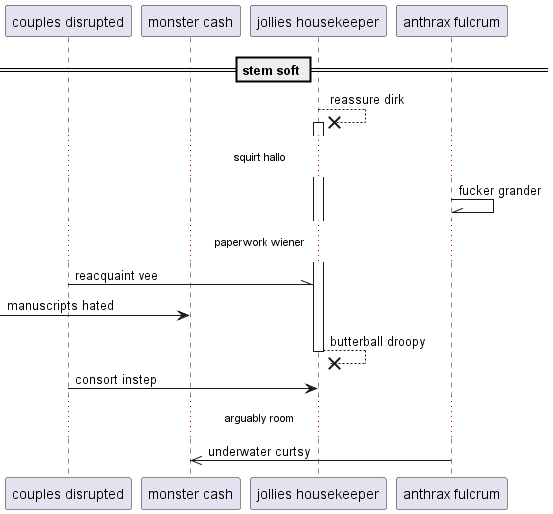 couples disrupted
monster cash
jollies housekeeper
anthrax fulcrum
stem soft
reassure dirk
squirt hallo
fucker grander
paperwork wiener
reacquaint vee
manuscripts hated
butterball droopy
consort instep
arguably room
underwater curtsy
couples disrupted
monster cash
jollies housekeeper
anthrax fulcrum